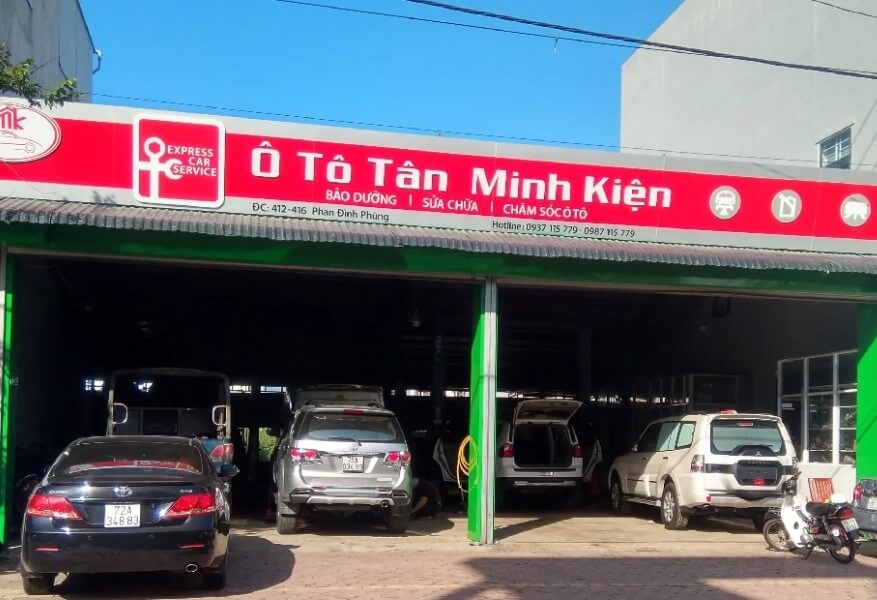 mk
EXPRESS
CAR
SERVICE
Ô Tô Tân Minh Kiện
BẢO DƯỠNG | SỬA CHỮA | CHĂM SÓC Ô TÔ
ĐC: 412-416 Phan Đình Phùng
Hotline: 0937 115 779 - 0987 115 779
72A
348 83